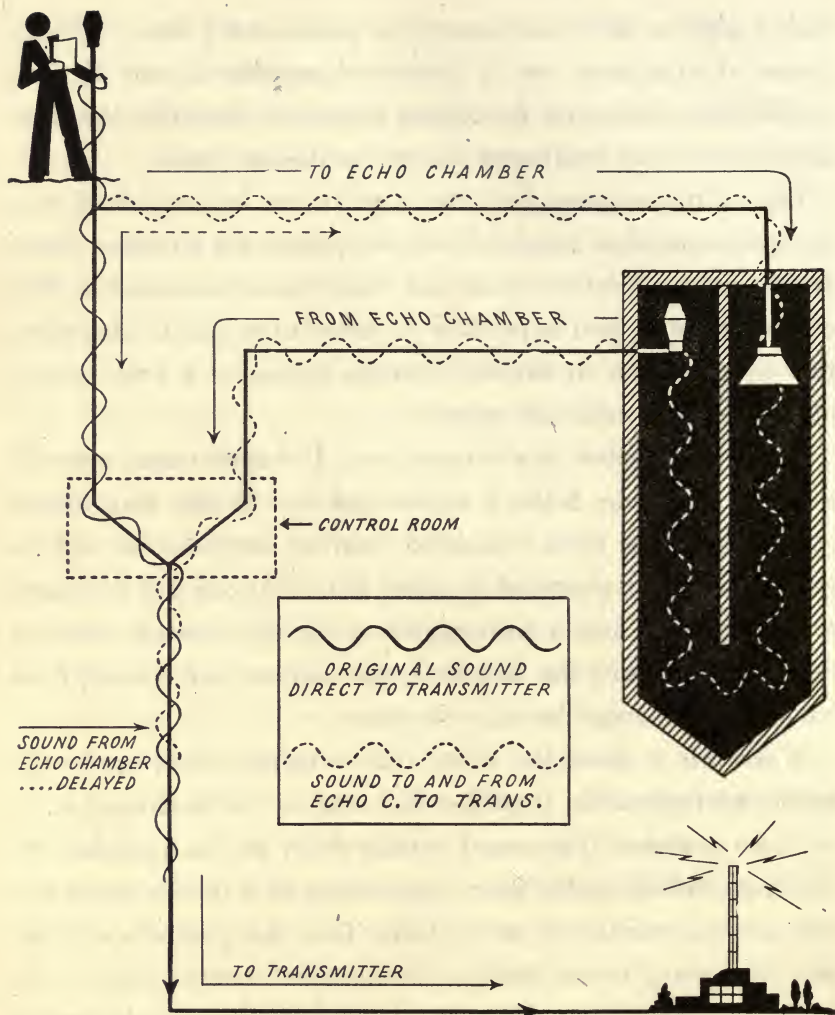 TO ECHO CHAMBER
FROM ECHO CHAMBER
CONTROL ROOM
ORIGINAL SOUND
DIRECT TO TRANSMITTER
SOUND FROM
ECHO CHAMBER
....DELAYED
SOUND TO AND FROM
ECHO C. TO TRANS.
TO TRANSMITTER